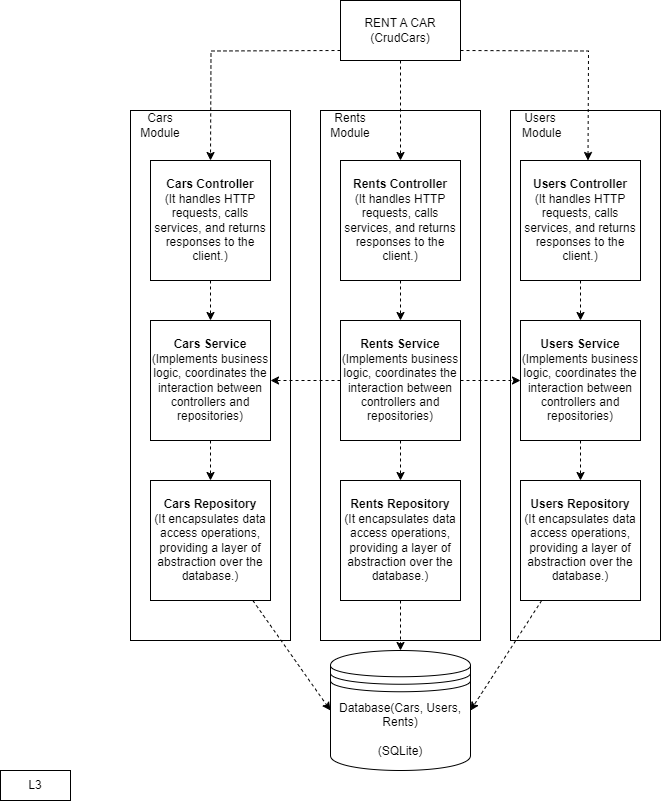 RENT A CAR
(CrudCars)
Cars
Module
Rents
Module
Users
Module
Cars Controller
(It handles HTTP
requests, calls
services, and returns
responses to the
client.)
Rents Controller
(It handles HTTP
requests, calls
services, and returns
responses to the
client.)
Users Controller
(It handles HTTP
requests, calls
services, and returns
responses to the
client.)
Cars Service
(Implements business
logic, coordinates the
interaction between
controllers and
repositories)
Rents Service
(Implements business
logic, coordinates the
interaction between
controllers and
repositories)
Users Service
(Implements business
logic, coordinates the
interaction between
controllers and
repositories)
Cars Repository
(It encapsulates data
access operations,
providing a layer of
abstraction over the
database.)
Rents Repository
(It encapsulates data
access operations,
providing a layer of
abstraction over the
database.)
Users Repository
(It encapsulates data
access operations,
providing a layer of
abstraction over the
database.)
Database(Cars, Users,
Rents)
(SQLite)
L3